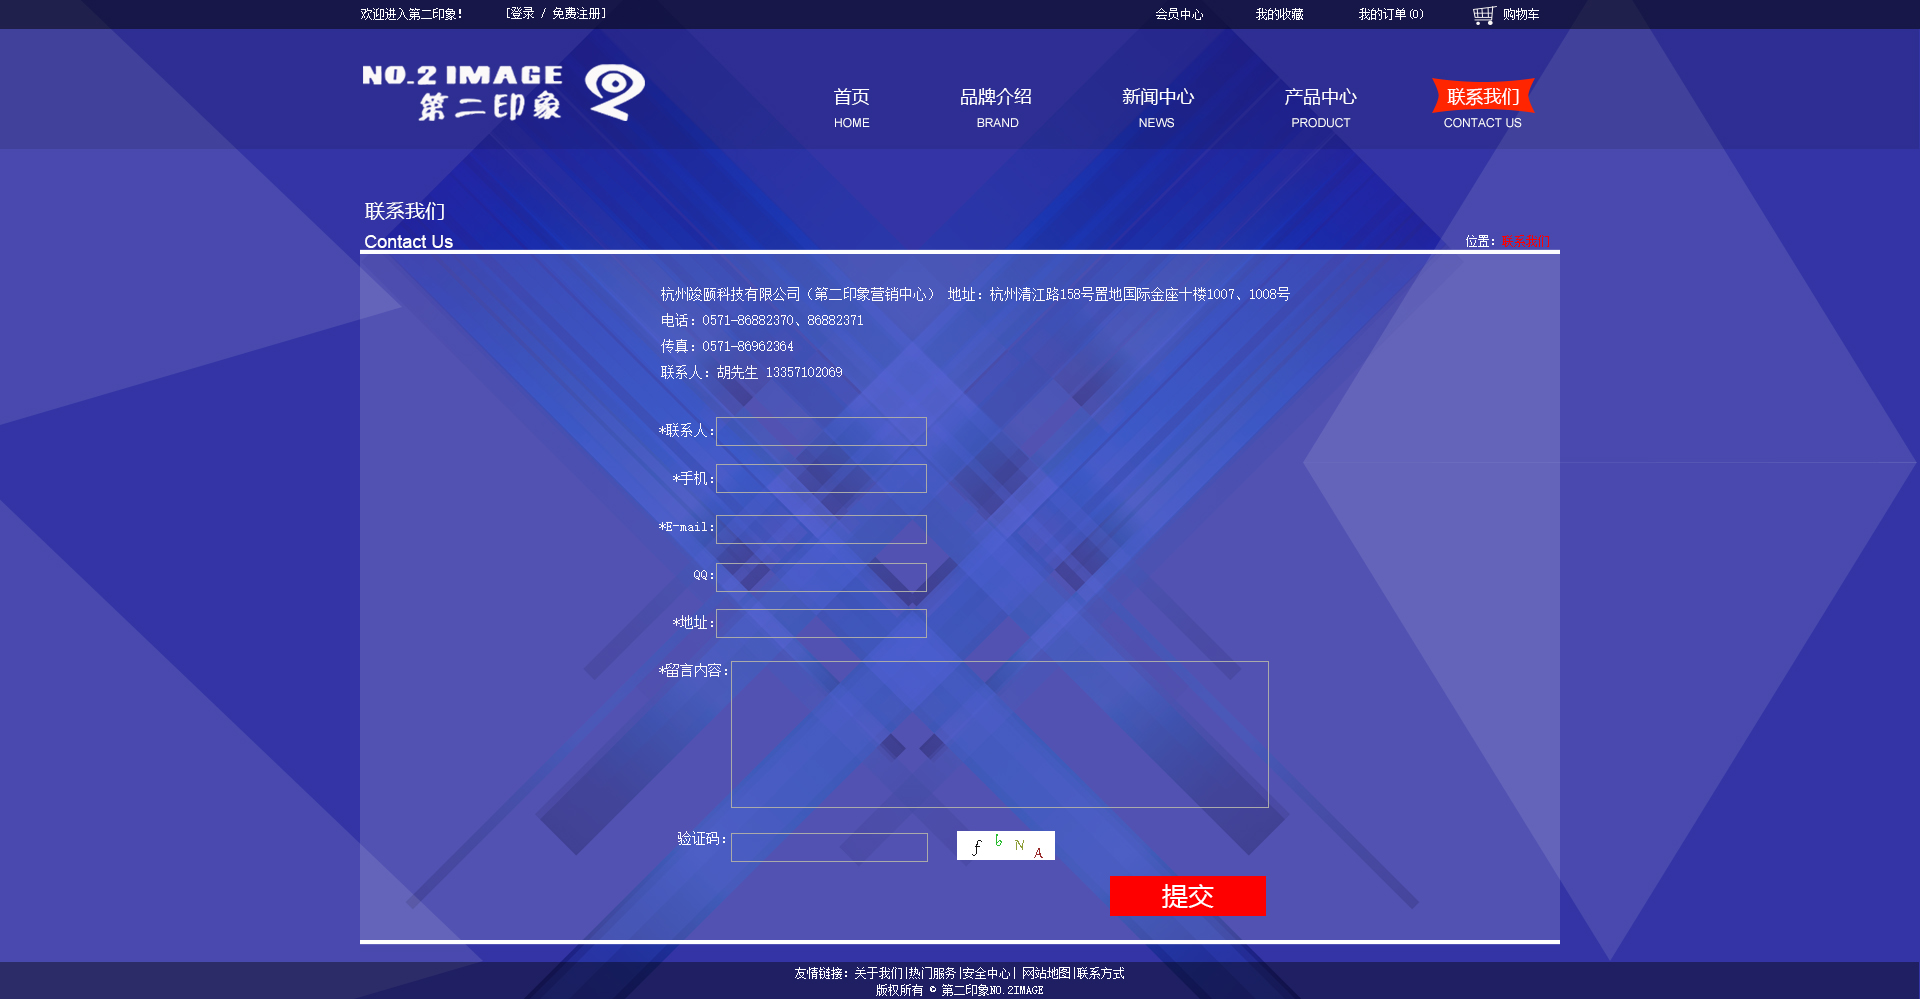 欢迎进入第二印象! [登录 / 免费注册] 会员中心 我的收藏 我的订单(0) 购物车
NO.2 IMAGE
第二印象
首页 品牌介绍 新闻中心 产品中心 联系我们
HOME BRAND NEWS PRODUCT CONTACT US
联系我们
Contact Us
位置：联系我们
杭州竣颐科技有限公司（第二印象营销中心） 地址：杭州清江路158号置地国际金座十楼1007、1008号
电话：0571-86882370、86882371
传真：0571-86962364
联系人：胡先生 13357102069
*联系人:
*手机:
*E-mail:
QQ:
*地址:
*留言内容:
验证码: f b N A
提交
友情链接：关于我们|热门服务|安全中心| 网站地图|联系方式
版权所有 © 第二印象NO.2IMAGE